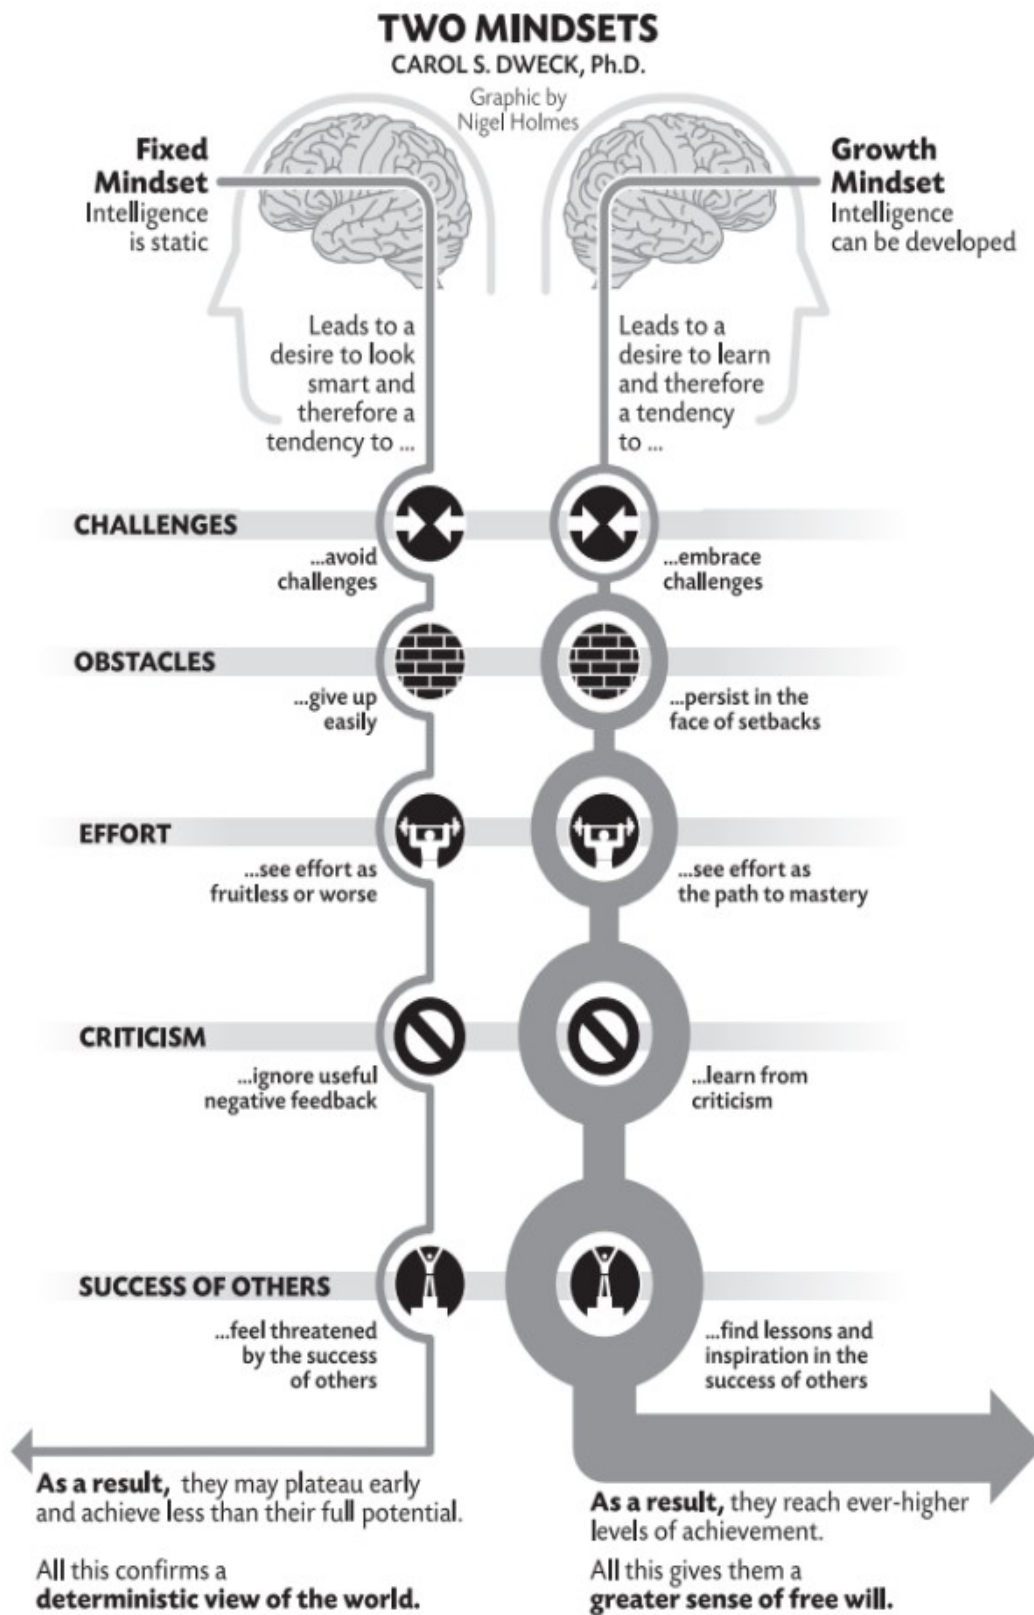 TWO MINDSETS
CAROL S. DWECK, Ph.D.
Graphic by
Nigel Holmes
Fixed
Mindset
Intelligence
is static
Growth
Mindset
Intelligence
can be developed
Leads to a
desire to look
smart and
therefore a
tendency to ...
Leads to a
desire to learn
and therefore
a tendency
to ...
CHALLENGES
...avoid
challenges
...embrace
challenges
OBSTACLES
...give up
easily
...persist in the
face of setbacks
EFFORT
...see effort as
fruitless or worse
...see effort as
the path to mastery
CRITICISM
...ignore useful
negative feedback
...learn from
criticism
SUCCESS OF OTHERS
...feel threatened
by the success
of others
...find lessons and
inspiration in the
success of others
As a result, they may plateau early
and achieve less than their full potential.
All this confirms a
deterministic view of the world.
As a result, they reach ever-higher
levels of achievement.
All this gives them a
greater sense of free will.